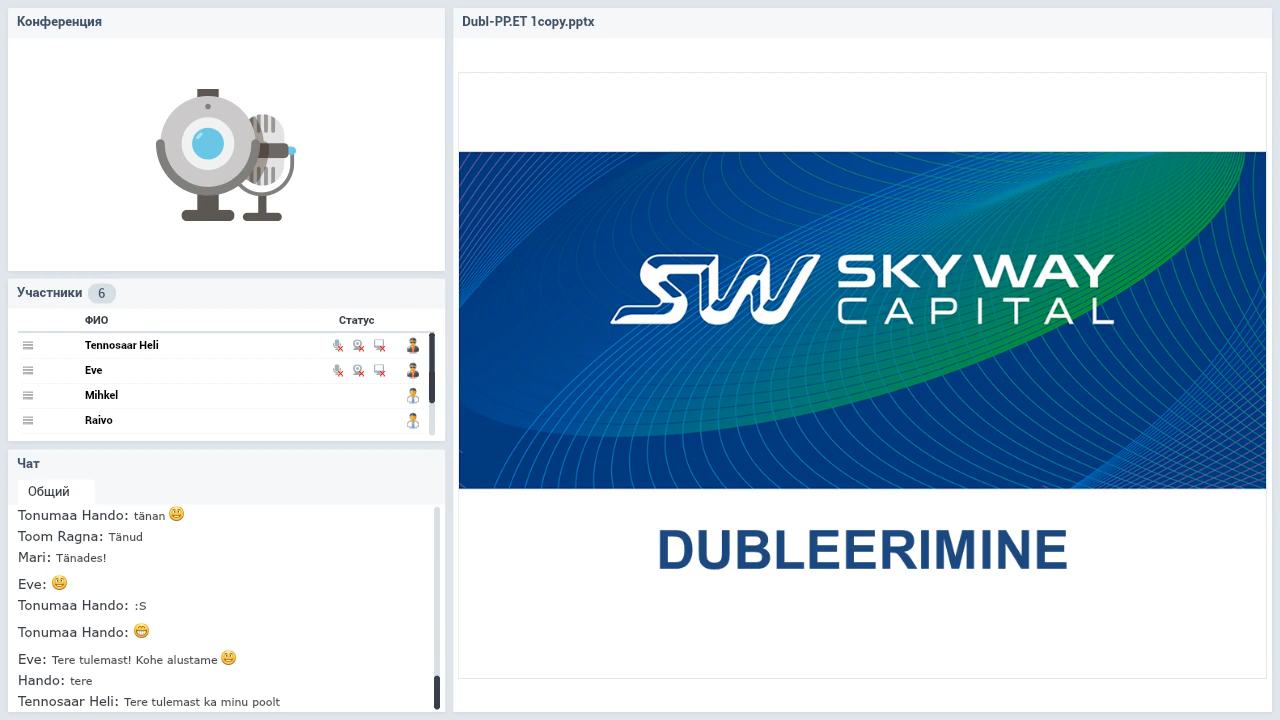 Конференция
Участники 6
ФИО Статус
Tennosaar Heli
Eve
Mihkel
Raivo
Чат
Общий
Tonumaa Hando: tänan
Toom Ragna: Tänud
Mari: Tänades!
Eve:
Tonumaa Hando: :S
Tonumaa Hando:
Eve: Tere tulemast! Kohe alustame
Hando: tere
Tennosaar Heli: Tere tulemast ka minu poolt
Dubl-PP.ET 1copy.pptx
SW SKY WAY
CAPITAL
DUBLEERIMINE